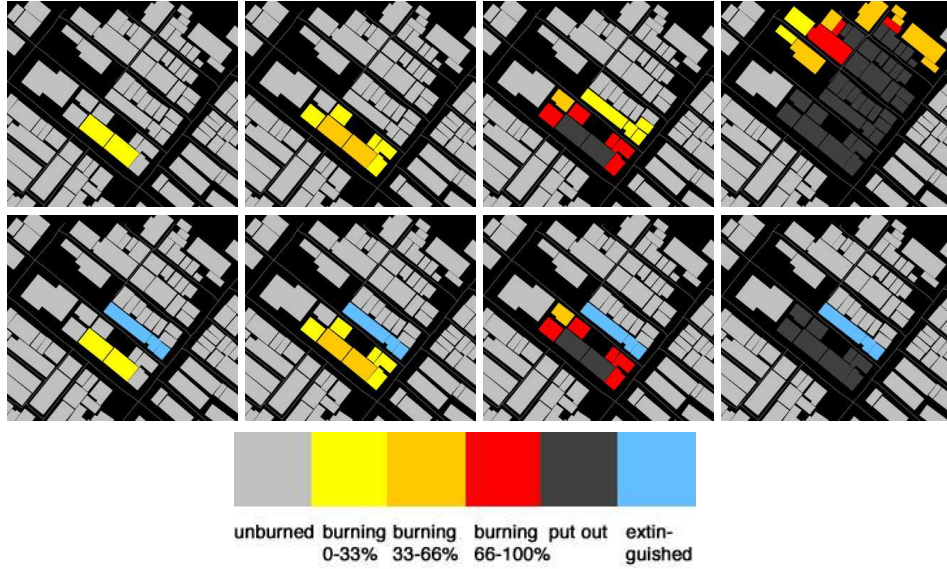 unburned burning burning burning put out extin-
0-33% 33-66% 66-100% guished